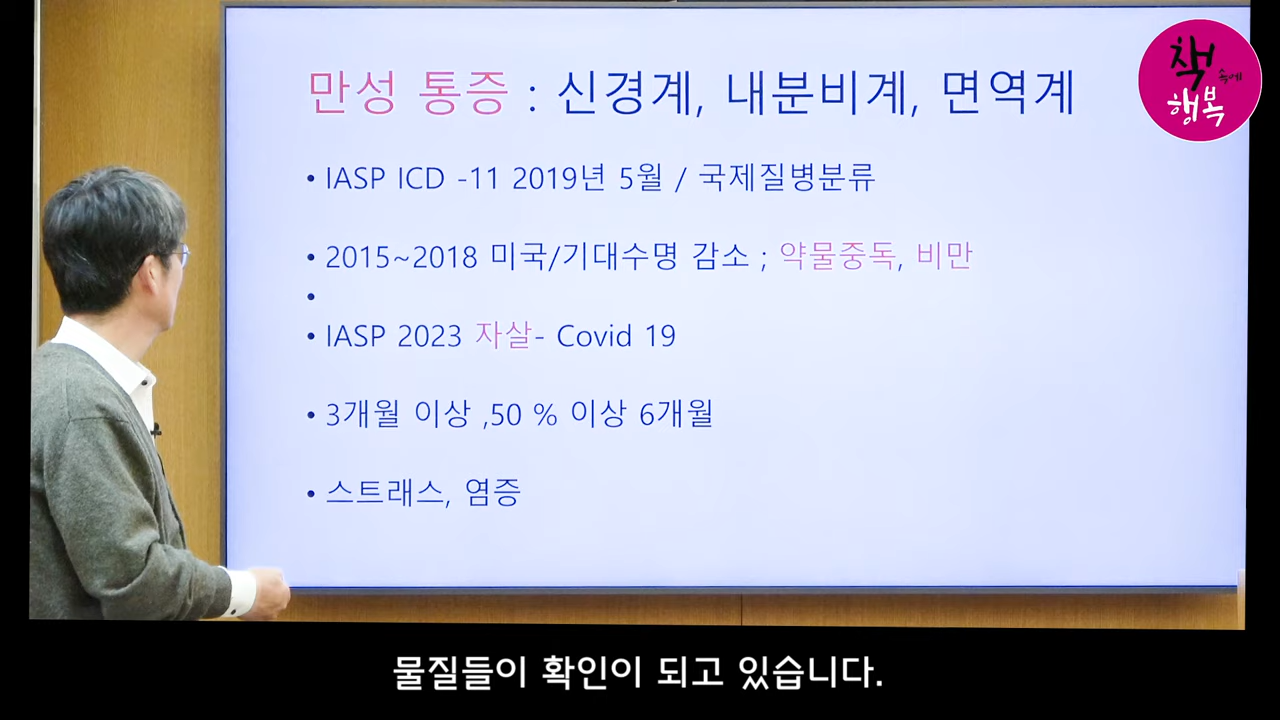 만성 통증 : 신경계, 내분비계, 면역계
책
속에
행복
• IASP ICD -11 2019년 5월 / 국제질병분류
• 2015~2018 미국/기대수명 감소 ; 약물중독, 비만
•
• IASP 2023 자살- Covid 19
• 3개월 이상 ,50 % 이상 6개월
• 스트래스, 염증
물질들이 확인이 되고 있습니다.